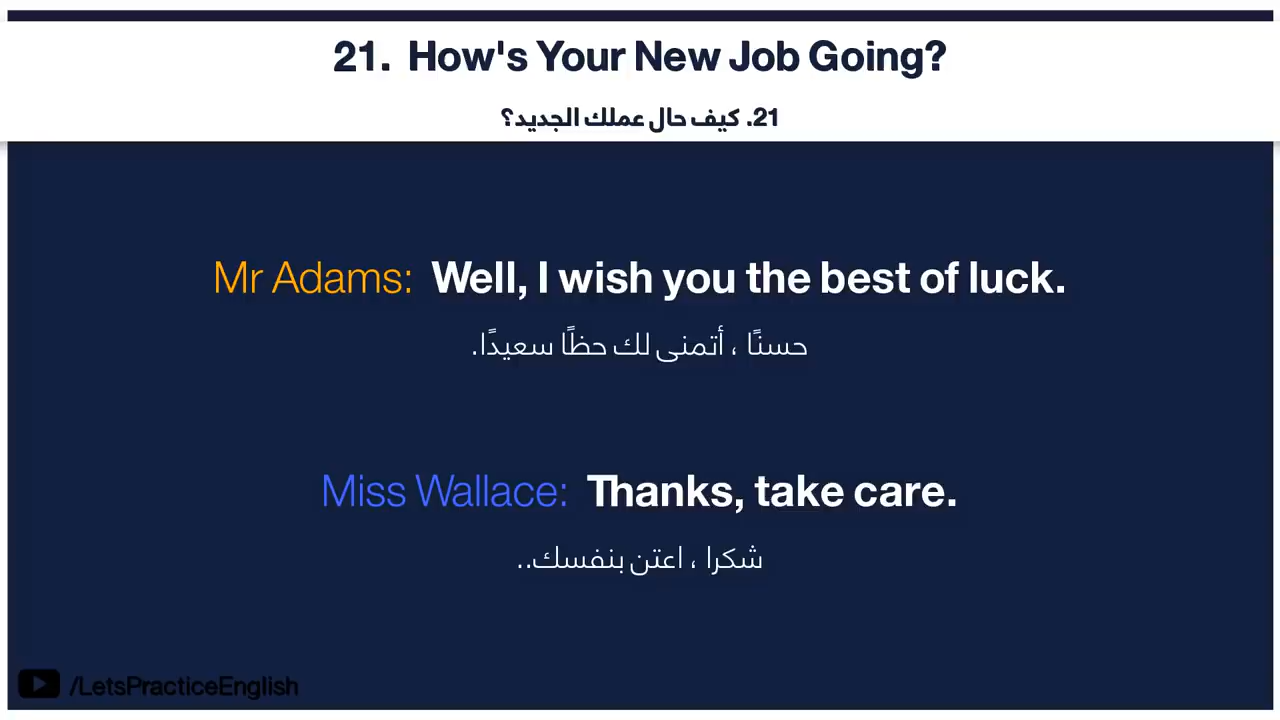 21. How's Your New Job Going?
21. كيف حال عملك الجديد؟
Mr Adams: Well, I wish you the best of luck.
حسنًا ، أتمنى لك حظًا سعيدًا.
Miss Wallace: Thanks, take care.
شكرا ، اعتن بنفسك..
/LetsPracticeEnglish